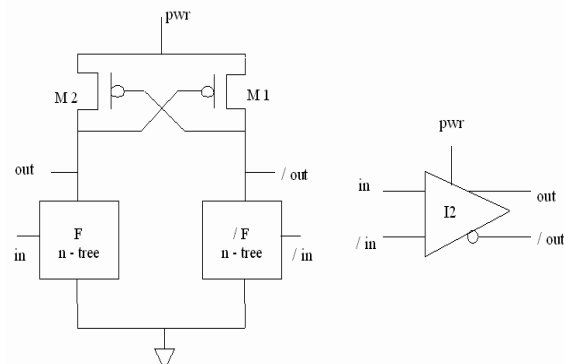 pwr
M 2
M 1
out
/ out
F
n - tree
in
/ F
n - tree
/ in
pwr
in
/ in
I2
out
/ out